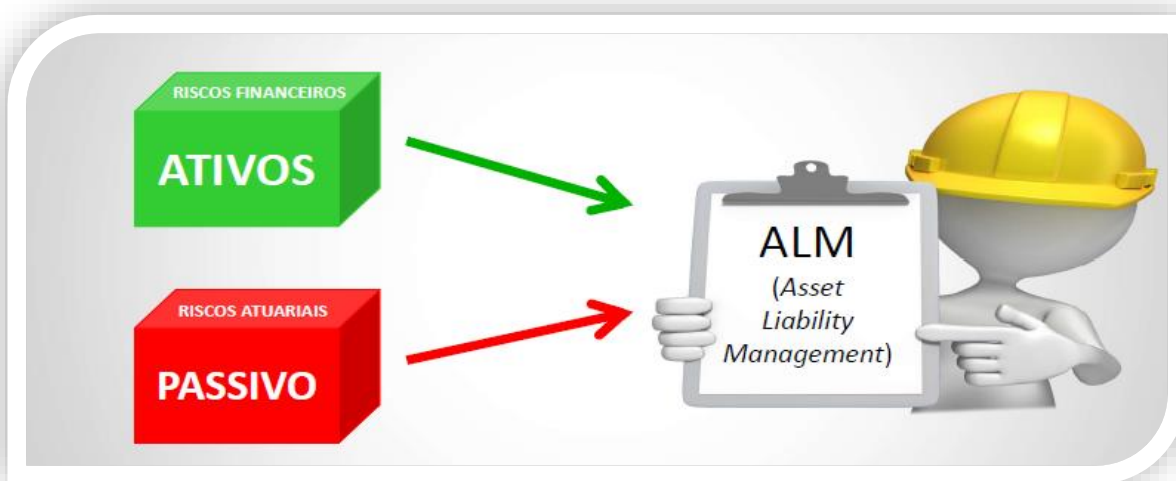 RISCOS FINANCEIROS
ATIVOS
RISCOS ATUARIAIS
PASSIVO
ALM
(Asset
Liability
Management)